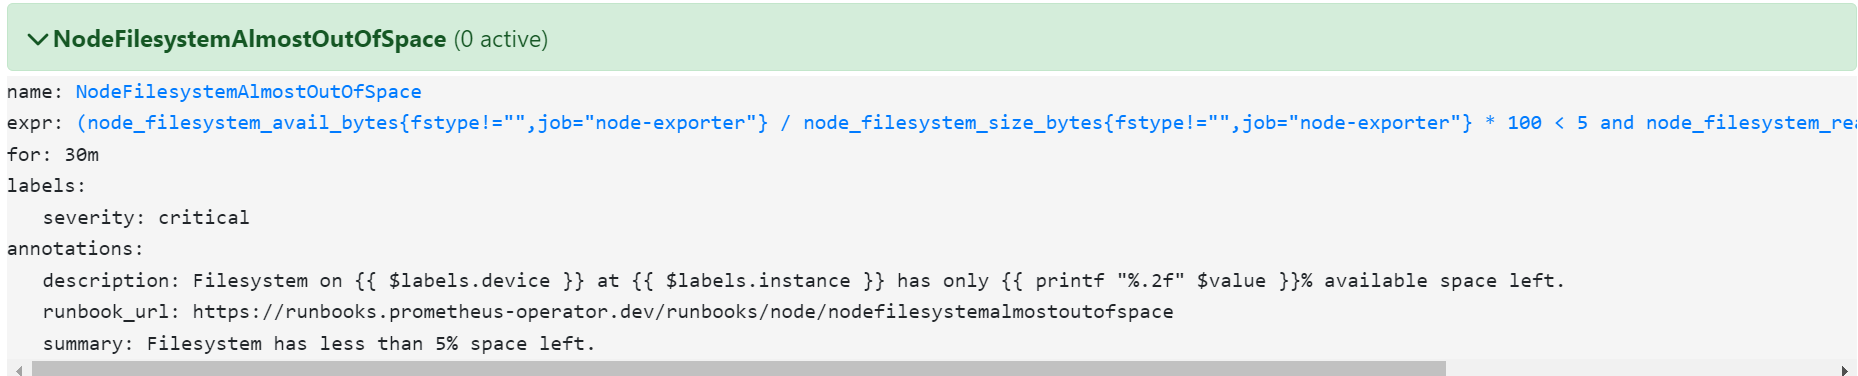 NodeFilesystemAlmostOutOfSpace (0 active)
name: NodeFilesystemAlmostOutOfSpace
expr: (node_filesystem_avail_bytes{fstype!="",job="node-exporter"} / node_filesystem_size_bytes{fstype!="",job="node-exporter"} * 100 < 5 and node_filesystem_rea
for: 30m
labels:
severity: critical
annotations:
description: Filesystem on {{ $labels.device }} at {{ $labels.instance }} has only {{ printf "%.2f" $value }}% available space left.
runbook_url: https://runbooks.prometheus-operator.dev/runbooks/node/nodefilesystemalmostoutofspace
summary: Filesystem has less than 5% space left.